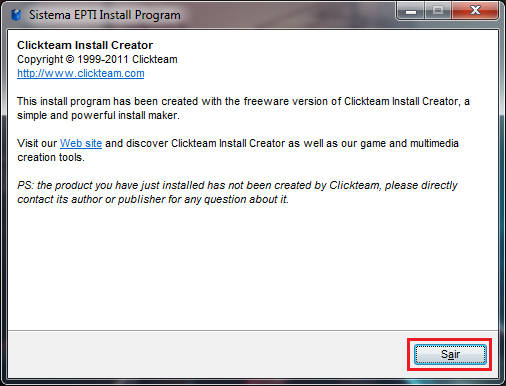 Sistema EPTI Install Program
Clickteam Install Creator
Copyright © 1999-2011 Clickteam
http://www.clickteam.com
This install program has been created with the freeware version of Clickteam Install Creator, a
simple and powerful install maker.
Visit our Web site and discover Clickteam Install Creator as well as our game and multimedia
creation tools.
PS: the product you have just installed has not been created by Clickteam, please directly
contact its author or publisher for any question about it.
Sair